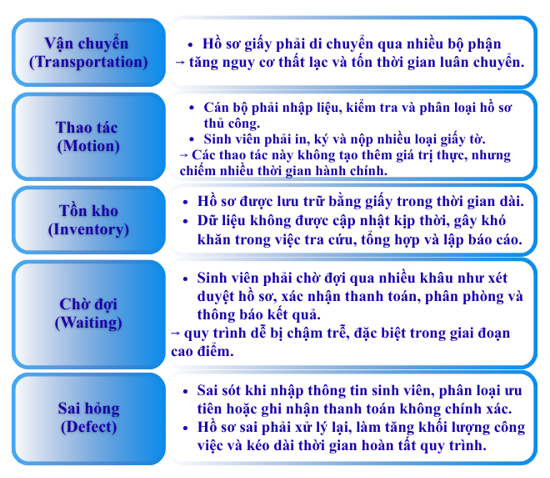 Vận chuyển
(Transportation)
• Hồ sơ giấy phải di chuyển qua nhiều bộ phận
→ tăng nguy cơ thất lạc và tốn thời gian luân chuyển.
Thao tác
(Motion)
• Cán bộ phải nhập liệu, kiểm tra và phân loại hồ sơ
thủ công.
• Sinh viên phải in, ký và nộp nhiều loại giấy tờ.
→ Các thao tác này không tạo thêm giá trị thực, nhưng
chiếm nhiều thời gian hành chính.
Tồn kho
(Inventory)
• Hồ sơ được lưu trữ bằng giấy trong thời gian dài.
• Dữ liệu không được cập nhật kịp thời, gây khó
khăn trong việc tra cứu, tổng hợp và lập báo cáo.
Chờ đợi
(Waiting)
• Sinh viên phải chờ đợi qua nhiều khâu như xét
duyệt hồ sơ, xác nhận thanh toán, phân phòng và
thông báo kết quả.
→ quy trình dễ bị chậm trễ, đặc biệt trong giai đoạn
cao điểm.
Sai hỏng
(Defect)
• Sai sót khi nhập thông tin sinh viên, phân loại ưu
tiên hoặc ghi nhận thanh toán không chính xác.
• Hồ sơ sai phải xử lý lại, làm tăng khối lượng công
việc và kéo dài thời gian hoàn tất quy trình.